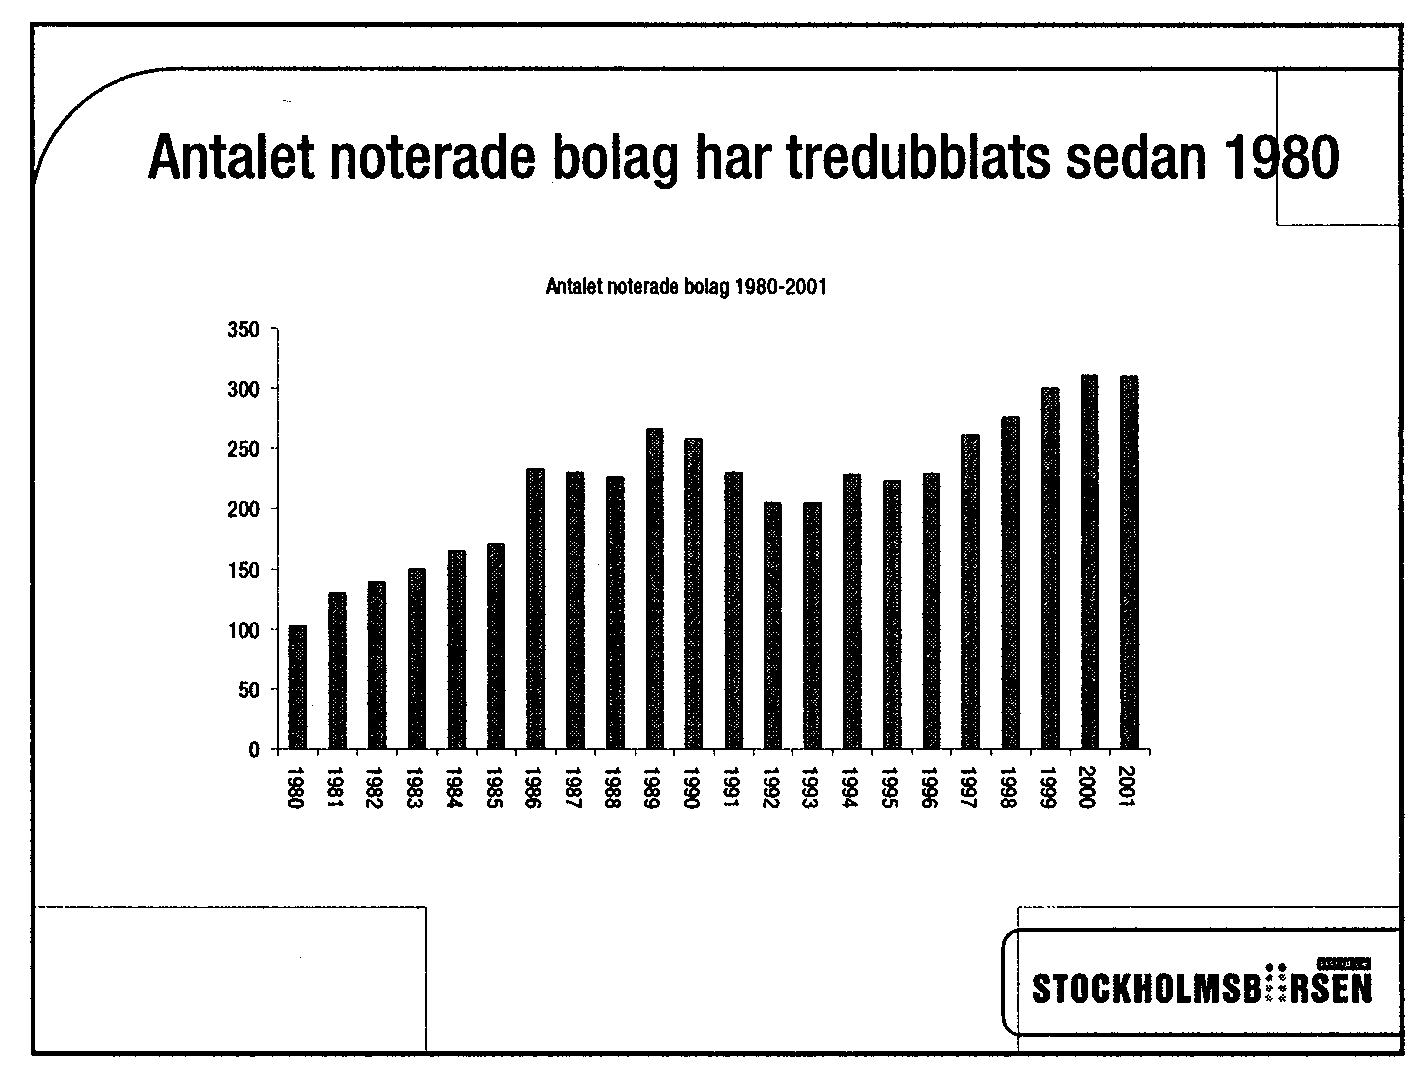 Antalet noterade bolag har tredubblats sedan 1980
Antalet noterade bolag 1980-2001
350
300
250
200
150
100
50
0
1980 1981 1982 1983 1984 1985 1986 1987 1988 1989 1990 1991 1992 1993 1994 1995 1996 1997 1998 1999 2000 2001
STOCKHOLMSBÖRSEN